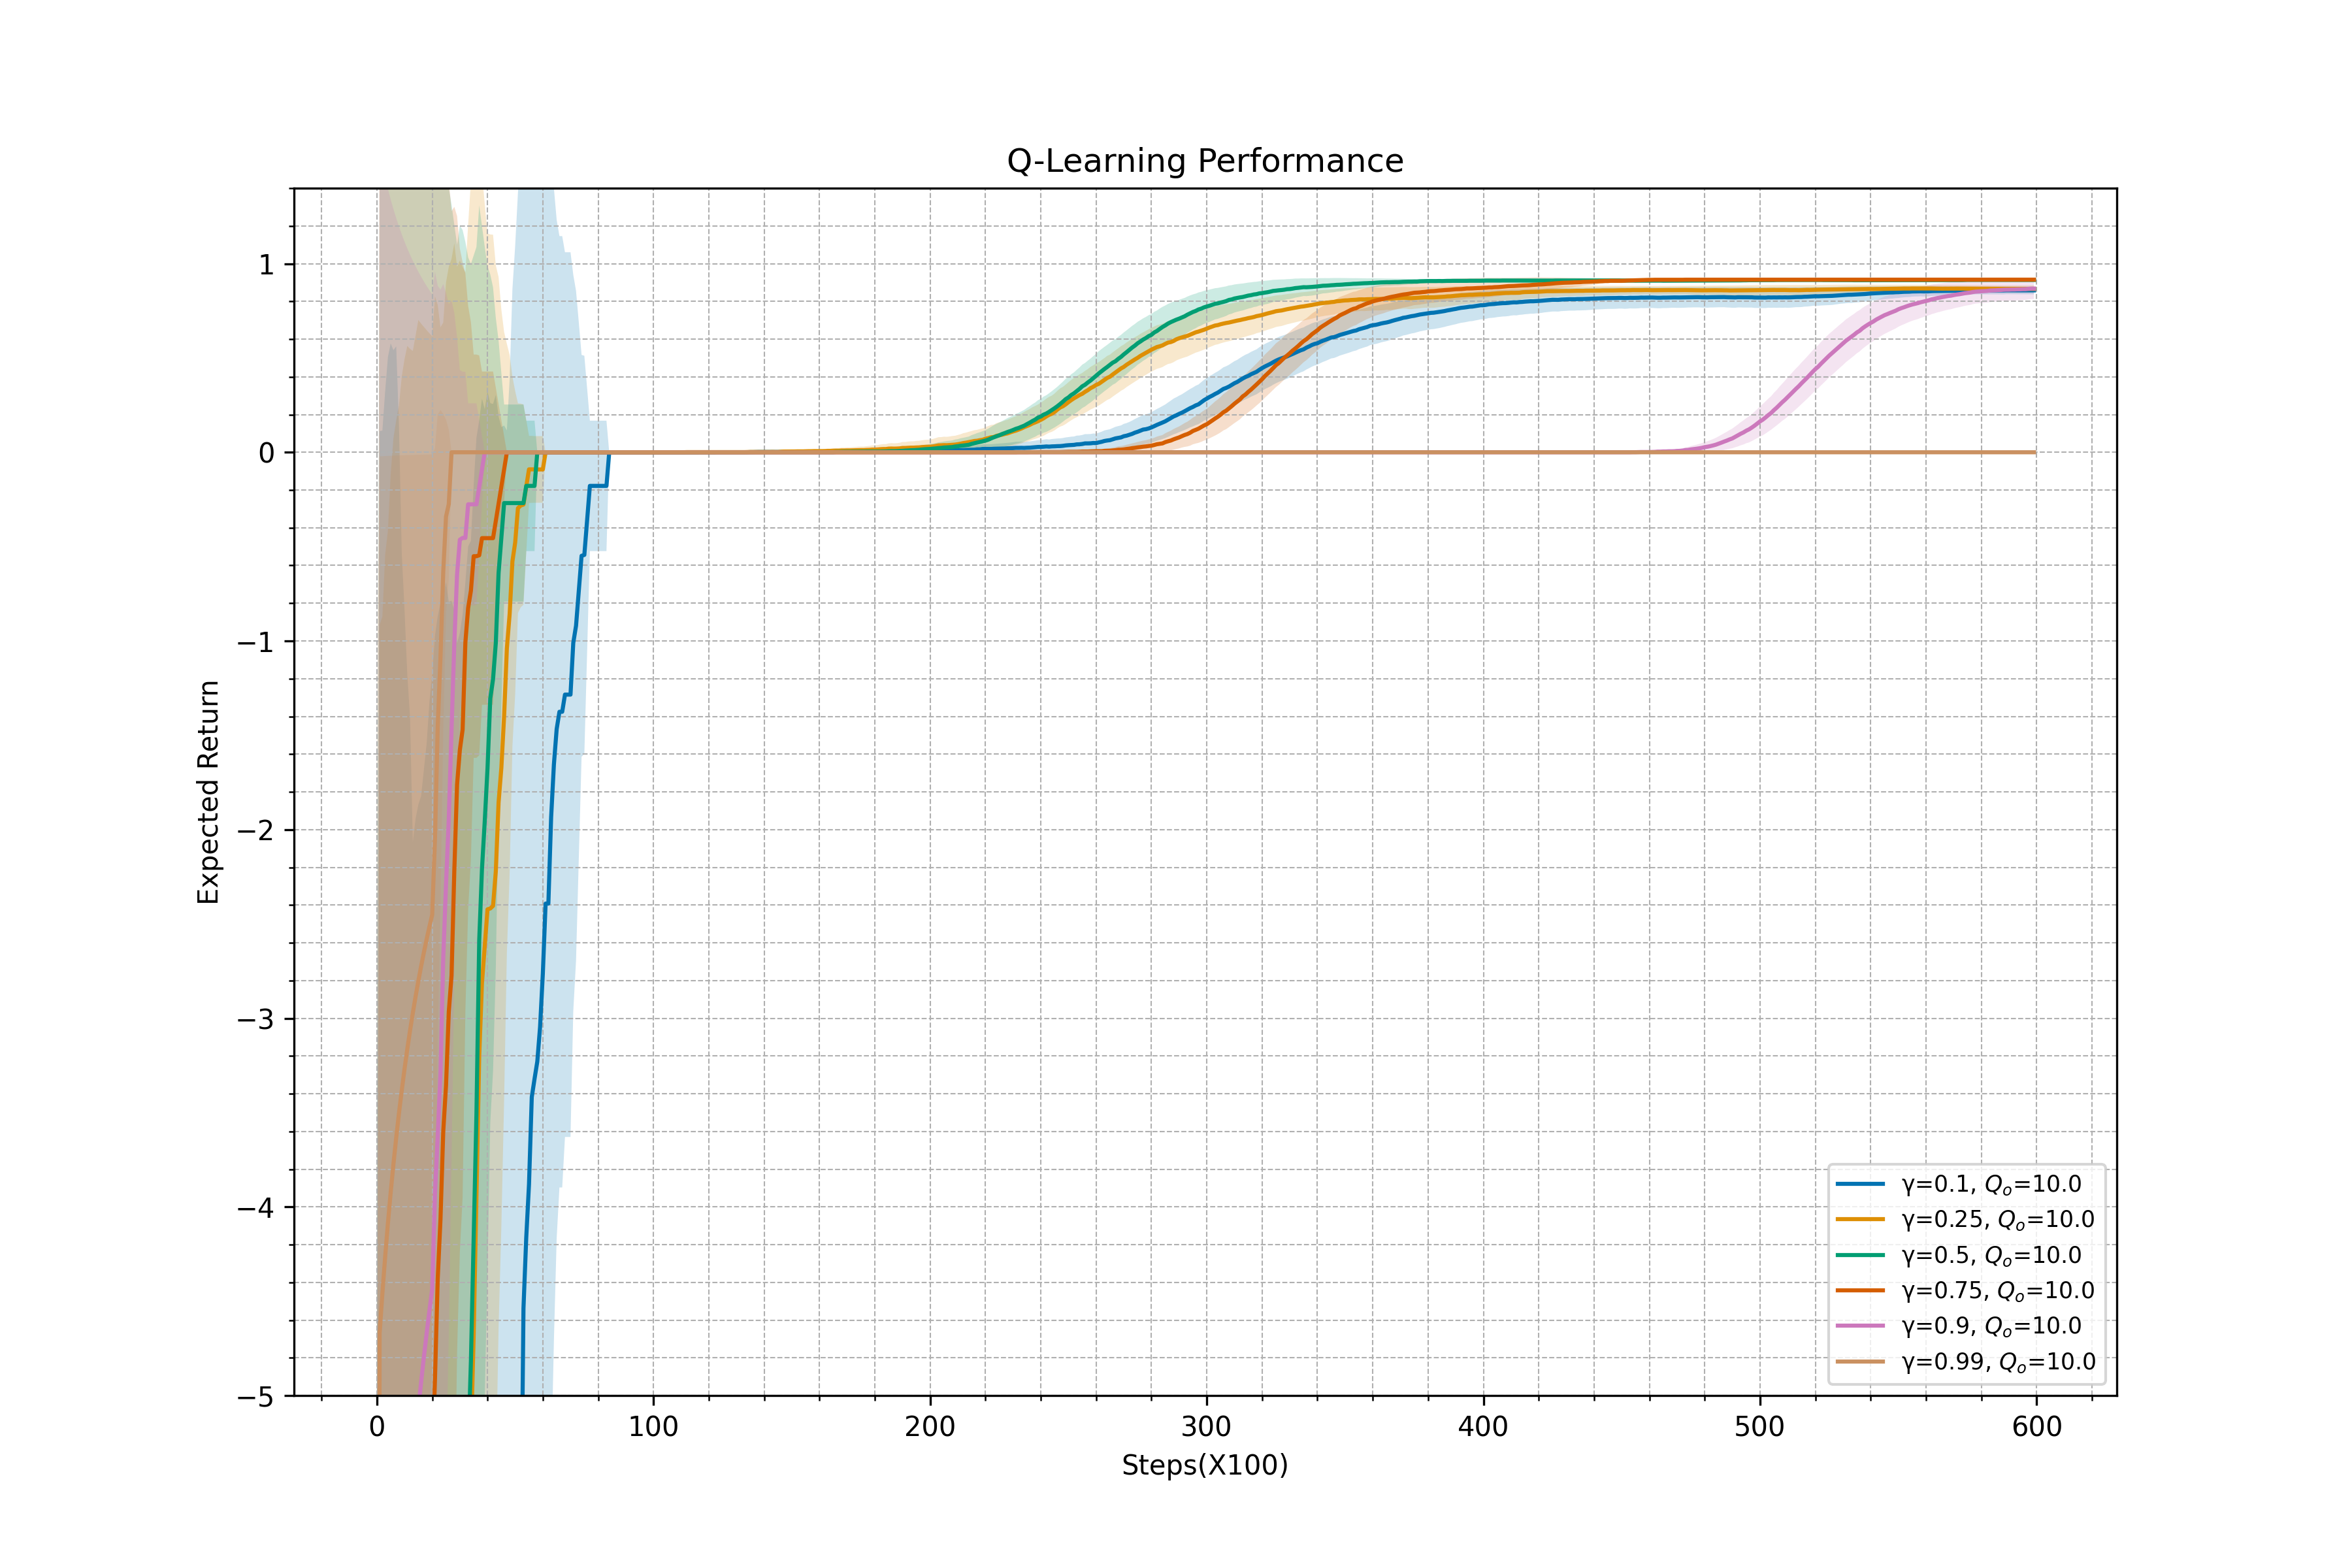 Q-Learning Performance
Expected Return
1
0
−1
−2
−3
−4
−5
0 100 200 300 400 500 600
Steps(X100)
γ=0.1, Qo=10.0
γ=0.25, Qo=10.0
γ=0.5, Qo=10.0
γ=0.75, Qo=10.0
γ=0.9, Qo=10.0
γ=0.99, Qo=10.0